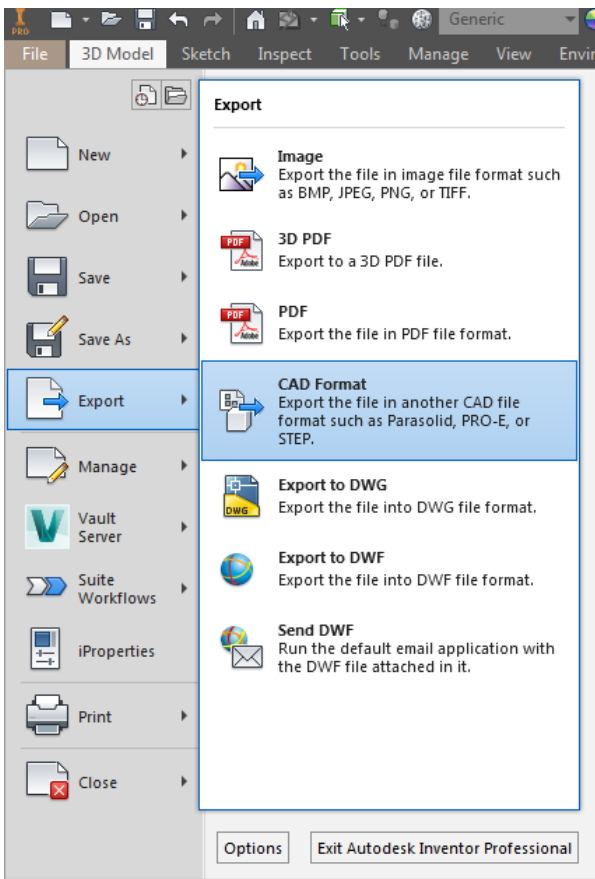 PRO
Generic
File
3D Model
Sketch
Inspect
Tools
Manage
View
Envir
New
Open
Save
Save As
Export
Manage
Vault
Server
Suite
Workflows
iProperties
Print
Close
Export
Image
Export the file in image file format such
as BMP, JPEG, PNG, or TIFF.
PDF
Adobe
3D PDF
Export to a 3D PDF file.
PDF
Adobe
PDF
Export the file in PDF file format.
CAD Format
Export the file in another CAD file
format such as Parasolid, PRO-E, or
STEP.
DWG
Export to DWG
Export the file into DWG file format.
Export to DWF
Export the file into DWF file format.
Send DWF
Run the default email application with
the DWF file attached in it.
Options
Exit Autodesk Inventor Professional